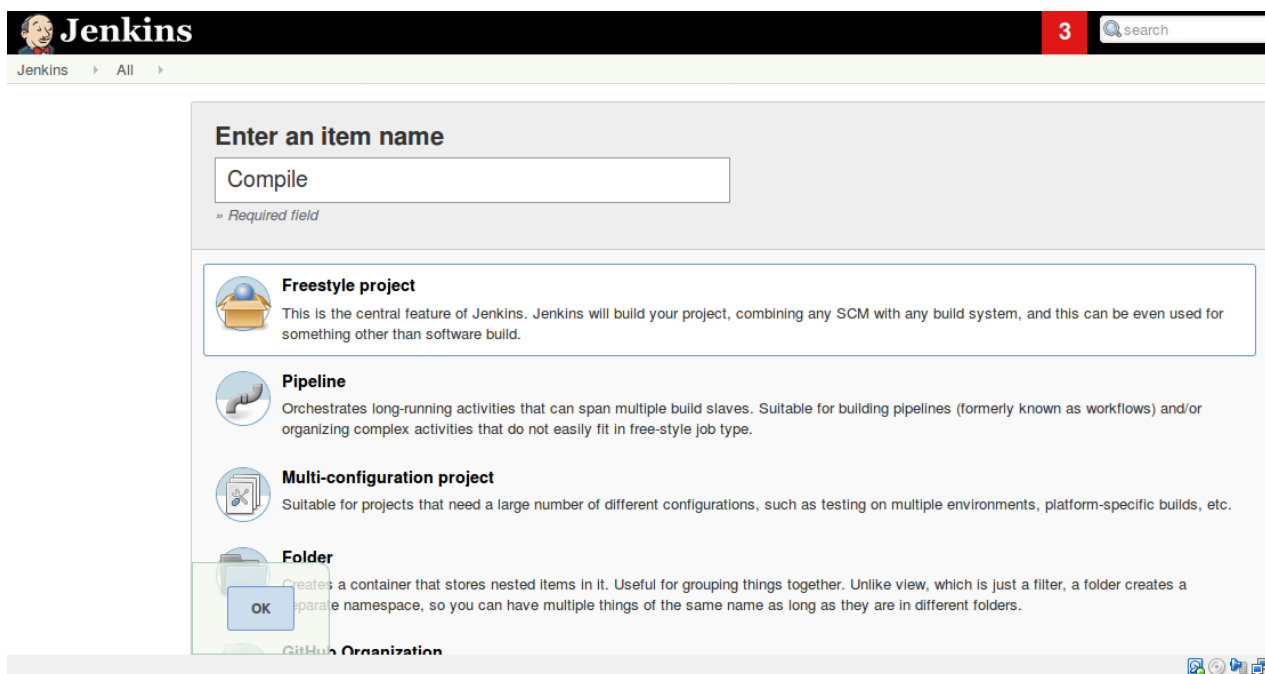 Jenkins
3
search
Jenkins
All
Enter an item name
Compile
» Required field
Freestyle project
This is the central feature of Jenkins. Jenkins will build your project, combining any SCM with any build system, and this can be even used for
something other than software build.
Pipeline
Orchestrates long-running activities that can span multiple build slaves. Suitable for building pipelines (formerly known as workflows) and/or
organizing complex activities that do not easily fit in free-style job type.
Multi-configuration project
Suitable for projects that need a large number of different configurations, such as testing on multiple environments, platform-specific builds, etc.
Folder
Creates a container that stores nested items in it. Useful for grouping things together. Unlike view, which is just a filter, a folder creates a
separate namespace, so you can have multiple things of the same name as long as they are in different folders.
OK
GitHub Organization